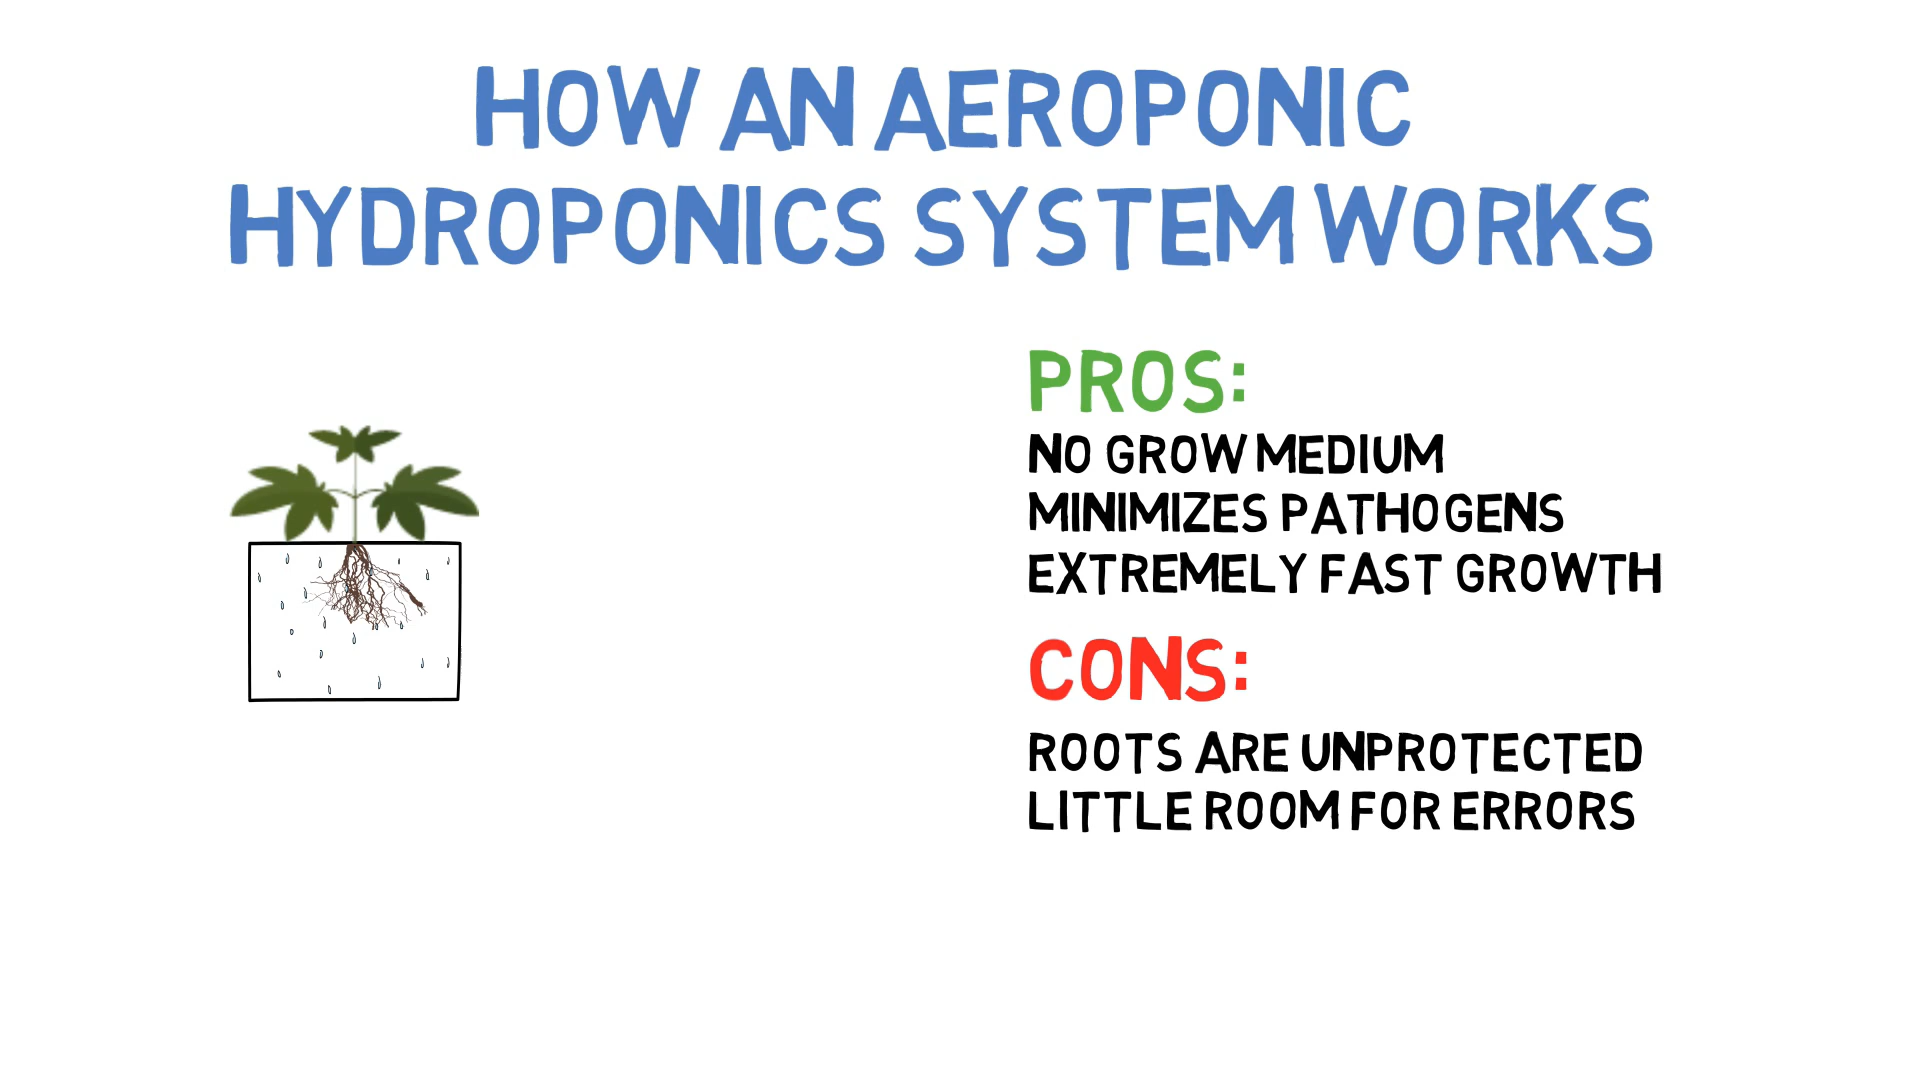 HOW AN AEROPONIC
HYDROPONICS SYSTEM WORKS
PROS:
NO GROW MEDIUM
MINIMIZES PATHOGENS
EXTREMELY FAST GROWTH
CONS:
ROOTS ARE UNPROTECTED
LITTLE ROOM FOR ERRORS